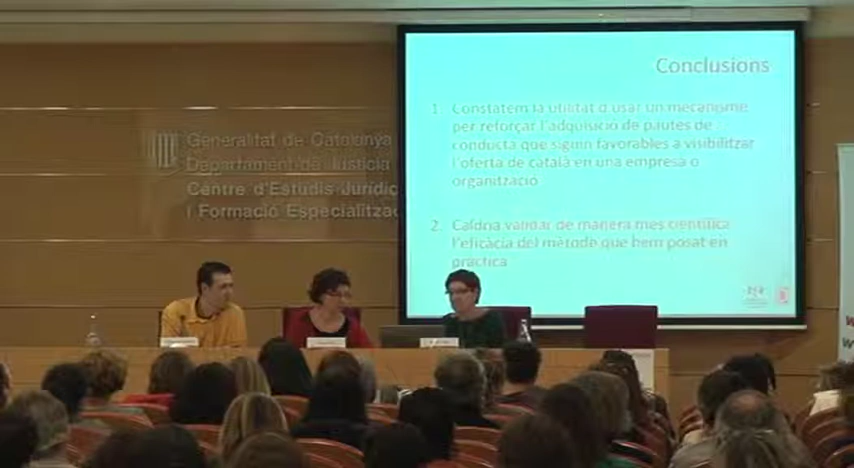 Conclusions
1. Constatem la utilitat d'usar un mecanisme
per reforçar l'adquisició de pautes de
conducta que siguin favorables a visibilitzar
l'oferta de català en una empresa o
organització
2. Caldria validar de manera més científica
l'eficàcia del mètode que hem posat en
pràctica
Generalitat de Catalunya
Departament de Justícia
Centre d'Estudis Jurídic
i Formació Especialitza